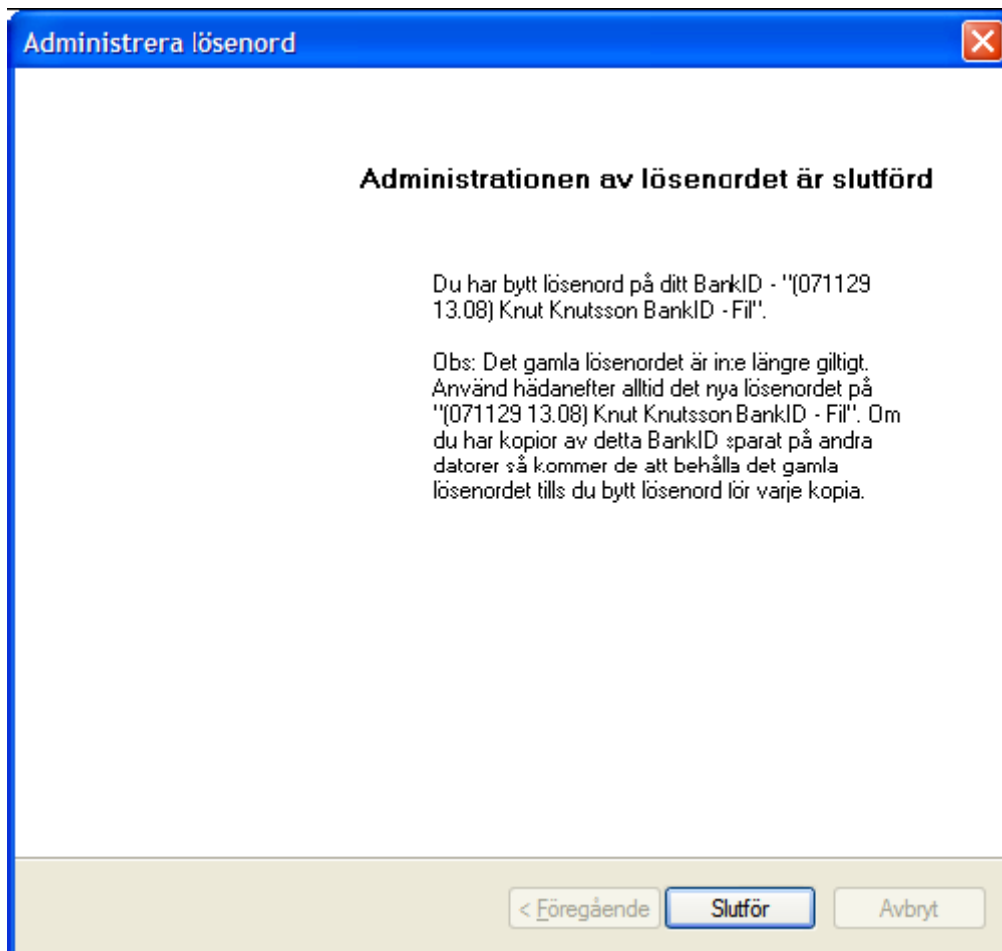 Administrera lösenord
Administrationen av lösenordet är slutförd
Du har bytt lösenord på ditt BankID - "(071129
13.08) Knut Knutsson BankID - Fil".
Obs: Det gamla lösenordet är inte längre giltigt.
Använd hädanefter alltid det nya lösenordet på
"(071129 13.08) Knut Knutsson BankID - Fil". Om
du har kopior av detta BankID sparat på andra
datorer så kommer de att behålla det gamla
lösenordet tills du bytt lösenord för varje kopia.
< Föregående Slutför Avbryt